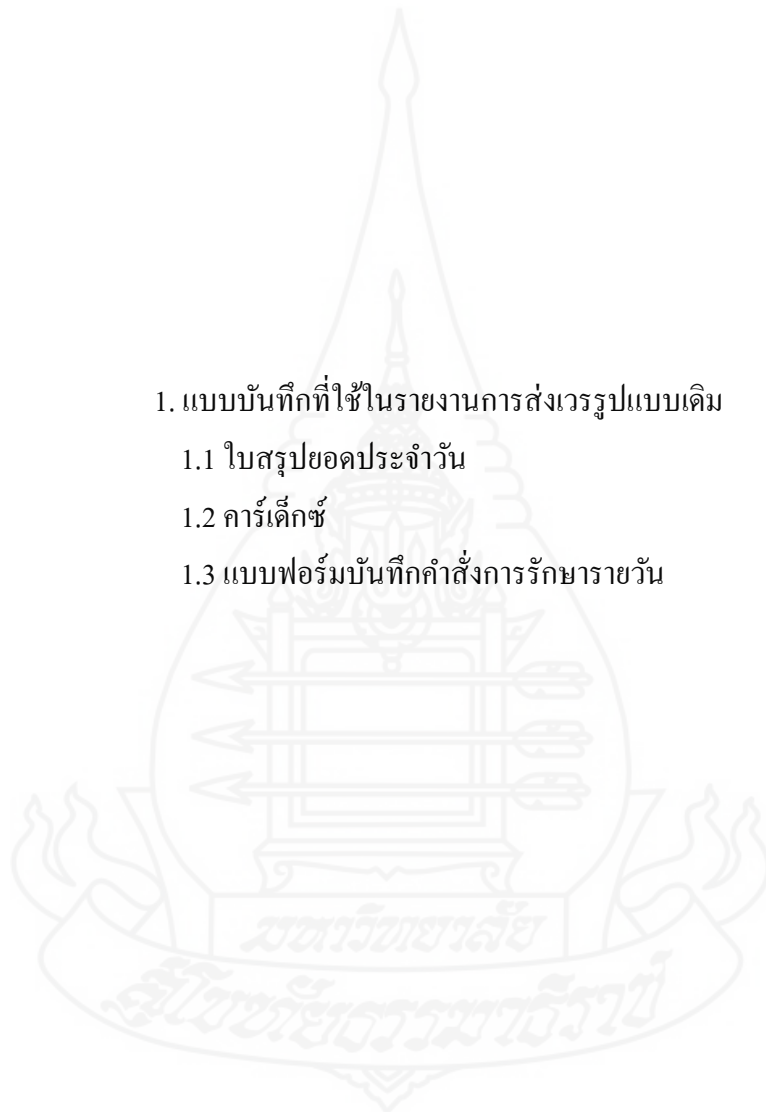 1. แบบบันทึกที่ใช้ในรายงานการส่งเวรรูปแบบเดิม
1.1 ใบสรุปยอดประจำวัน
1.2 คาร์เด็กซ์
1.3 แบบฟอร์มบันทึกคำสั่งการรักษารายวัน
มหาวิทยาลัย
สุโขทัยธรรมาธิราช